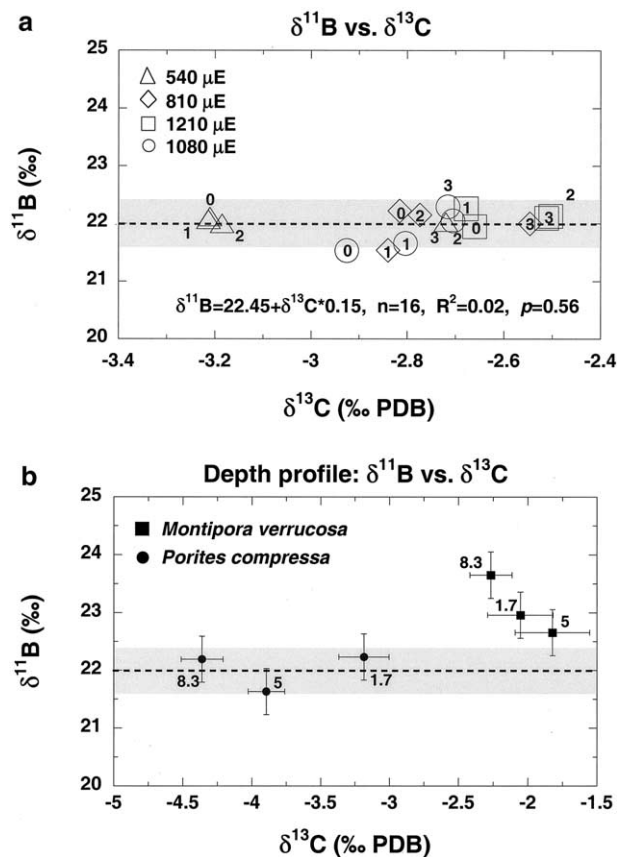 a
δ¹¹B vs. δ¹³C
25
24
23
22
21
20
δ¹¹B (‰)
540 μE
810 μE
1210 μE
1080 μE
0
1
2
0
2
1
0
1
3
1
3
2
0
3
3
2
δ¹¹B=22.45+δ¹³C*0.15, n=16, R²=0.02, p=0.56
-3.4 -3.2 -3 -2.8 -2.6 -2.4
δ¹³C (‰ PDB)
b
Depth profile: δ¹¹B vs. δ¹³C
25
24
23
22
21
20
δ¹¹B (‰)
Montipora verrucosa
Porites compressa
8.3
1.7
5
8.3
5
1.7
-5 -4.5 -4 -3.5 -3 -2.5 -2 -1.5
δ¹³C (‰ PDB)